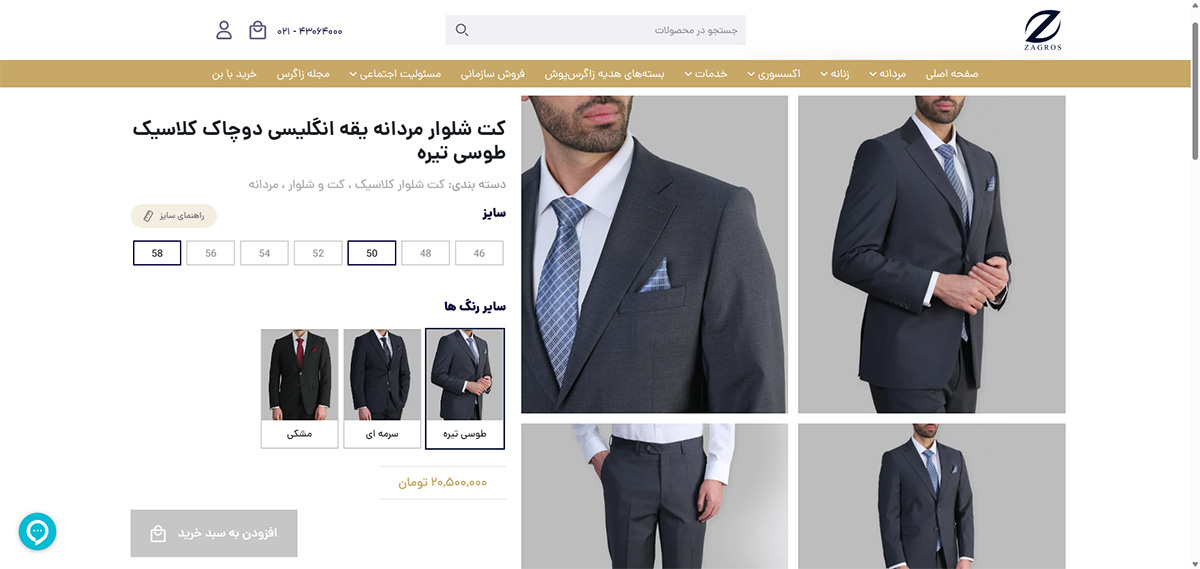 ZAGROS
جستجو در محصولات
۰۲۱ - ۴۳۰۶۴۰۰۰
صفحه اصلی
مردانه
زنانه
اکسسوری
خدمات
بسته‌های هدیه زاگرس‌پوش
فروش سازمانی
مسئولیت اجتماعی
مجله زاگرس
خرید با بن
کت شلوار مردانه یقه انگلیسی دوچاک کلاسیک
طوسی تیره
دسته بندی: کت شلوار کلاسیک ، کت و شلوار ، مردانه
سایز
راهنمای سایز
46
48
50
52
54
56
58
سایر رنگ ها
طوسی تیره
سرمه ای
مشکی
۲۰,۵۰۰,۰۰۰ تومان
افزودن به سبد خرید